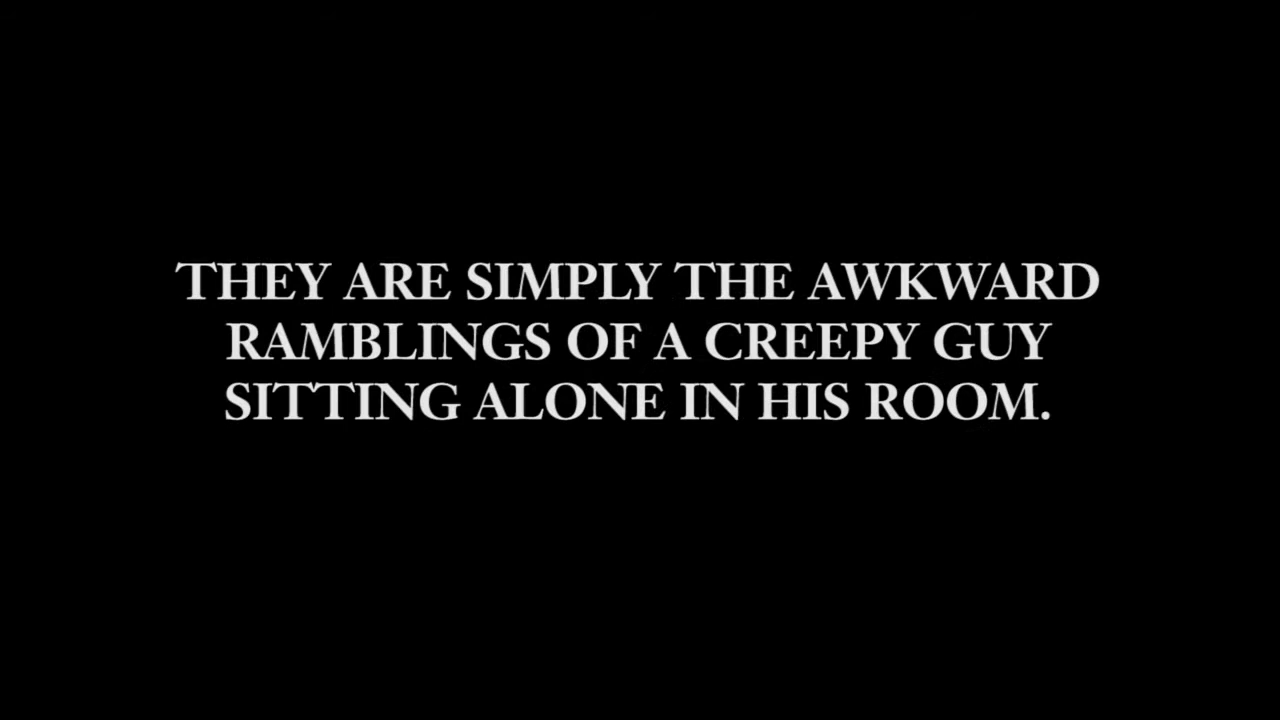 THEY ARE SIMPLY THE AWKWARD
RAMBLINGS OF A CREEPY GUY
SITTING ALONE IN HIS ROOM.